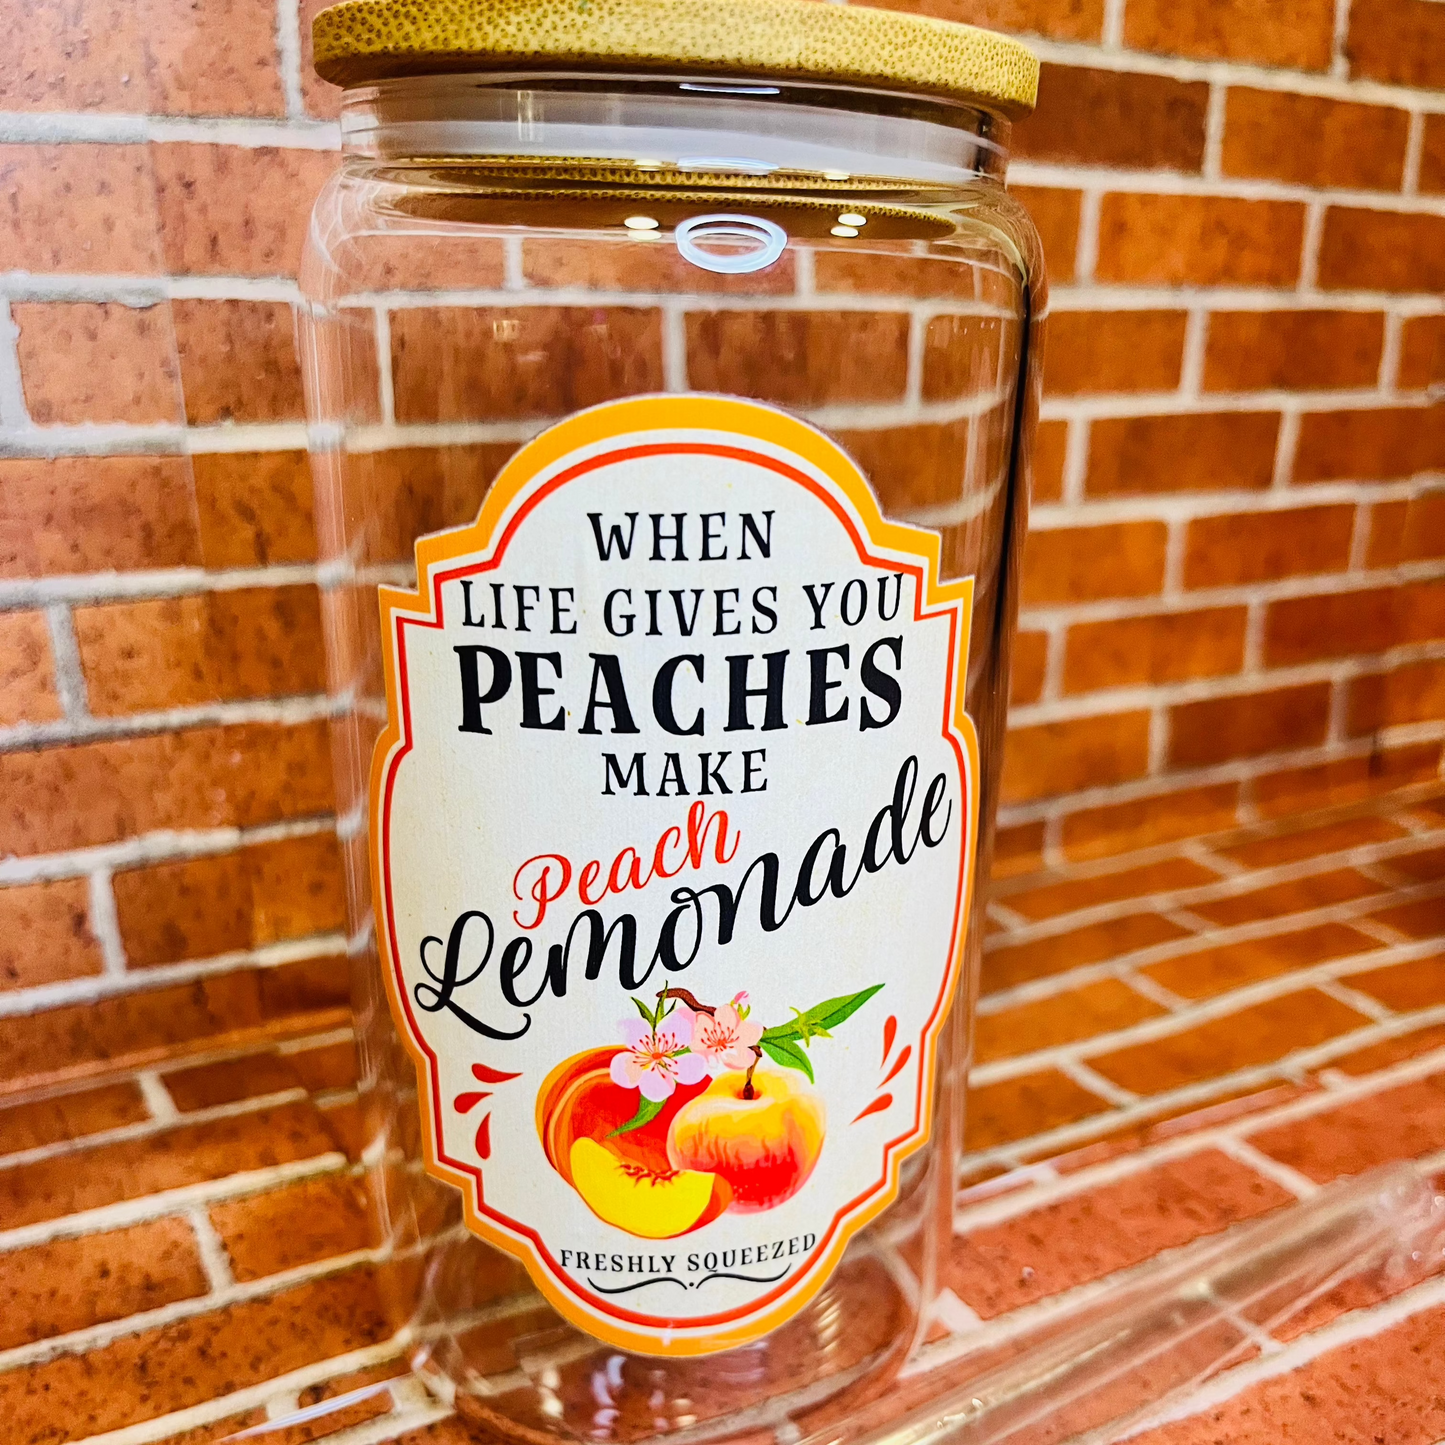 WHEN
LIFE GIVES YOU
PEACHES
MAKE
Peach
Lemonade
FRESHLY SQUEEZED